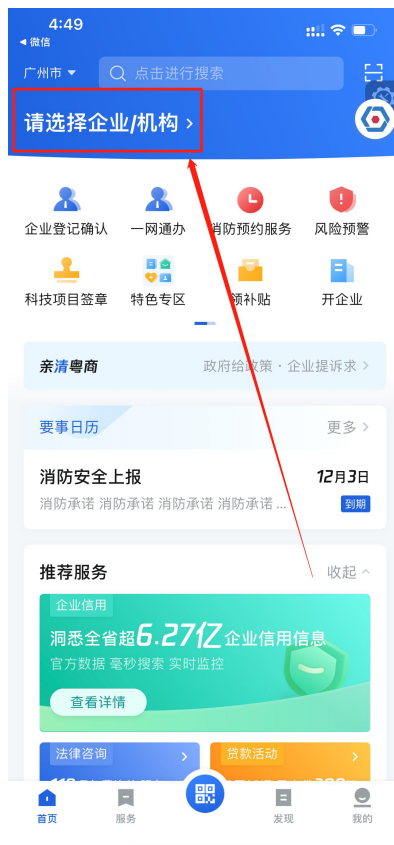 4:49
◀ 微信
广州市 点击进行搜索
请选择企业/机构 >
企业登记确认 一网通办 消防预约服务 风险预警
科技项目签章 特色专区 领补贴 开企业
亲清粤商 政府给政策 · 企业提诉求 >
要事日历 更多 >
消防安全上报 12月3日
消防承诺 消防承诺 消防承诺 消防承诺 ... 到期
推荐服务 收起
企业信用
洞悉全省超6.27亿企业信用信息
官方数据 毫秒搜索 实时监控
查看详情
法律咨询 > 贷款活动 >
首页 服务 发现 我的